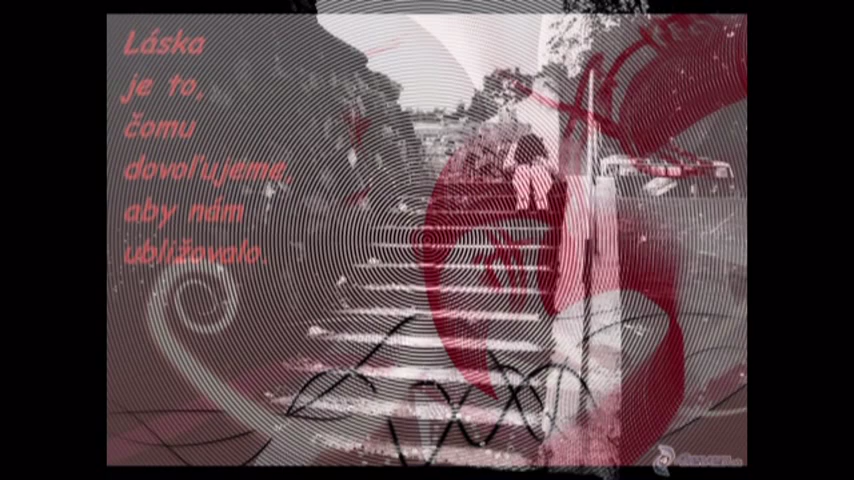 Láska
je to,
čomu
dovoľujeme,
aby nám
ubližovalo.